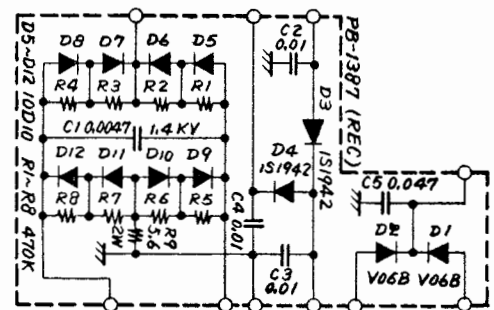 D5~D12 10D10
R1~R8 470K
D8 D7 D6 D5
R4 R3 R2 R1
C1 0.0047 1.4KV
D12 D11 D10 D9
R8 R7 R6 R5
2W
5.6
R9
C2
0.01
D3
1S1942
D4
1S1942
C4 0.01
C3
0.01
PB-1387 (REC)
C5 0.047
D2 D1
V06B V06B